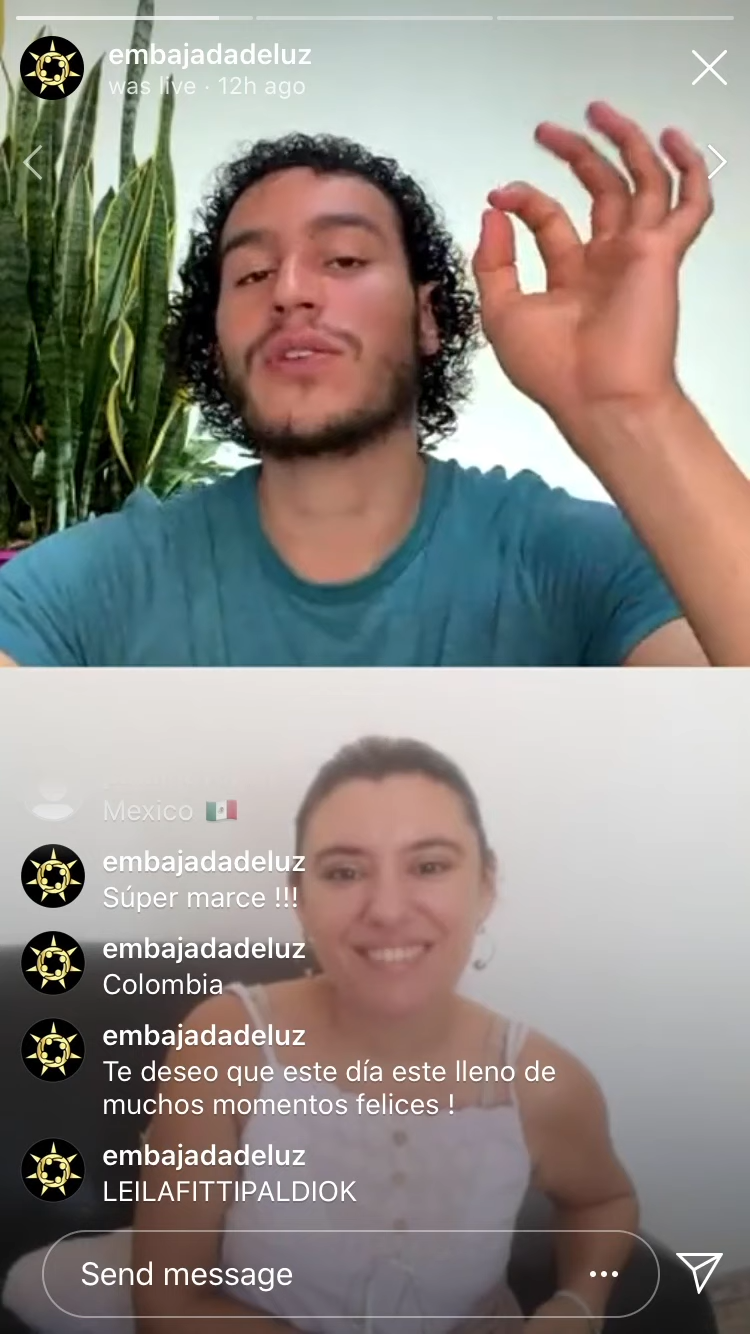 embajadadeluz
was live · 12h ago
Mexico 🇲🇽
embajadadeluz
Súper marce !!!
embajadadeluz
Colombia
embajadadeluz
Te deseo que este día este lleno de
muchos momentos felices !
embajadadeluz
LEILAFITTIPALDIOK
Send message